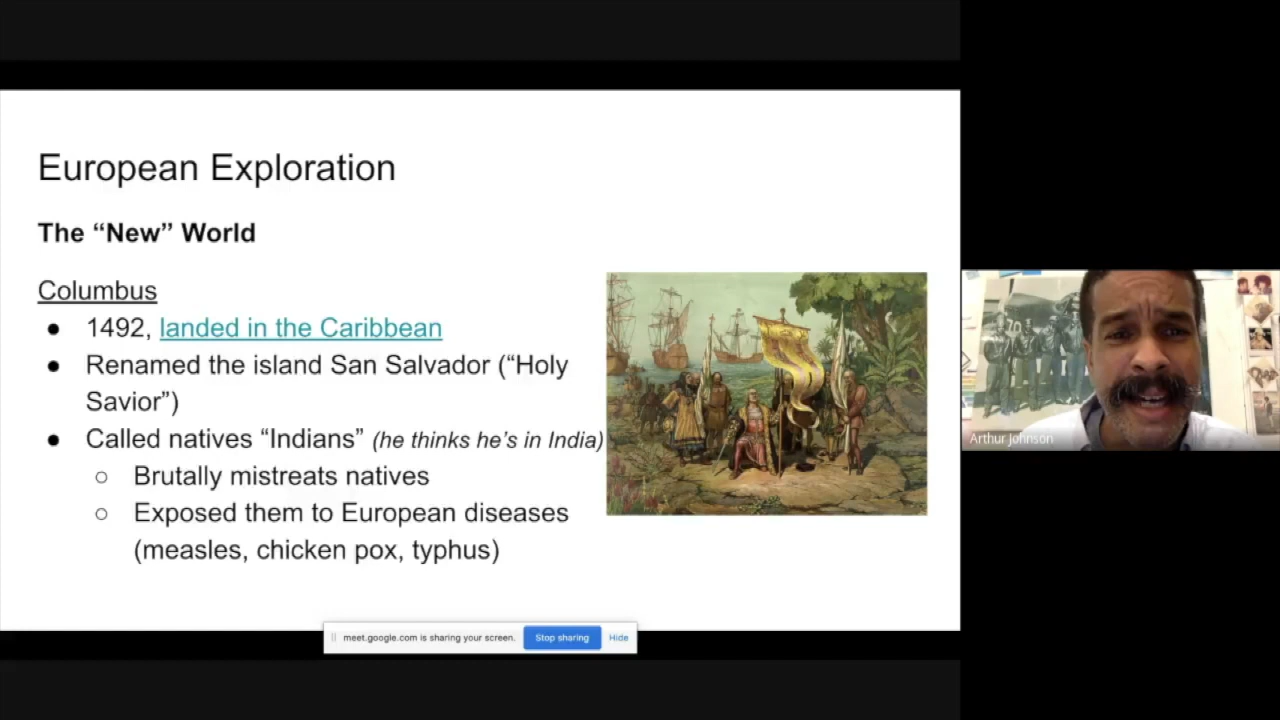 European Exploration
The “New” World
Columbus
● 1492, landed in the Caribbean
● Renamed the island San Salvador (“Holy
Savior”)
● Called natives “Indians” (he thinks he’s in India)
○ Brutally mistreats natives
○ Exposed them to European diseases
(measles, chicken pox, typhus)
Arthur Johnson
meet.google.com is sharing your screen. Stop sharing Hide